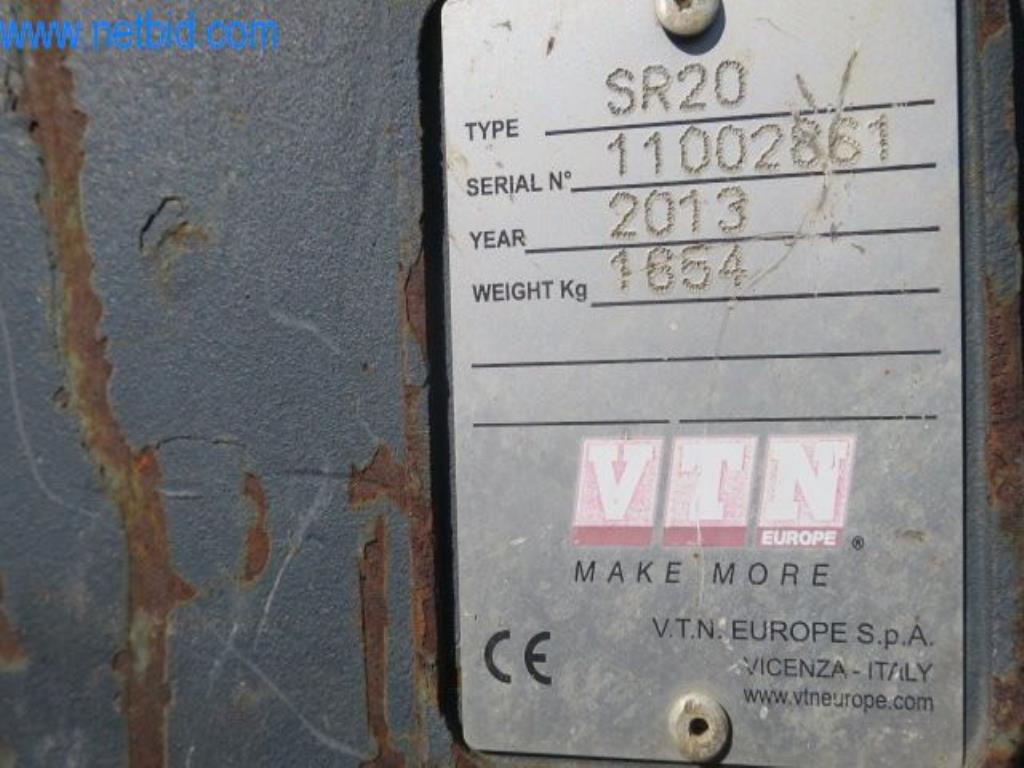 www.netbid.com
TYPE SR20
SERIAL N° 11002861
YEAR 2013
WEIGHT Kg 1654
VTN
EUROPE ®
MAKE MORE
CE
V.T.N. EUROPE S.p.A.
VICENZA - ITALY
www.vtneurope.com